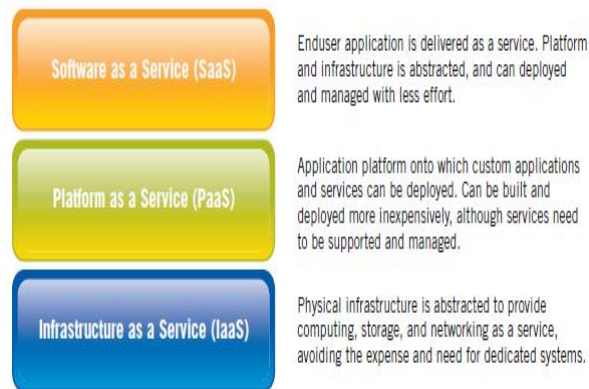 Software as a Service (SaaS)
Enduser application is delivered as a service. Platform
and infrastructure is abstracted, and can deployed
and managed with less effort.
Platform as a Service (PaaS)
Application platform onto which custom applications
and services can be deployed. Can be built and
deployed more inexpensively, although services need
to be supported and managed.
Infrastructure as a Service (IaaS)
Physical infrastructure is abstracted to provide
computing, storage, and networking as a service,
avoiding the expense and need for dedicated systems.